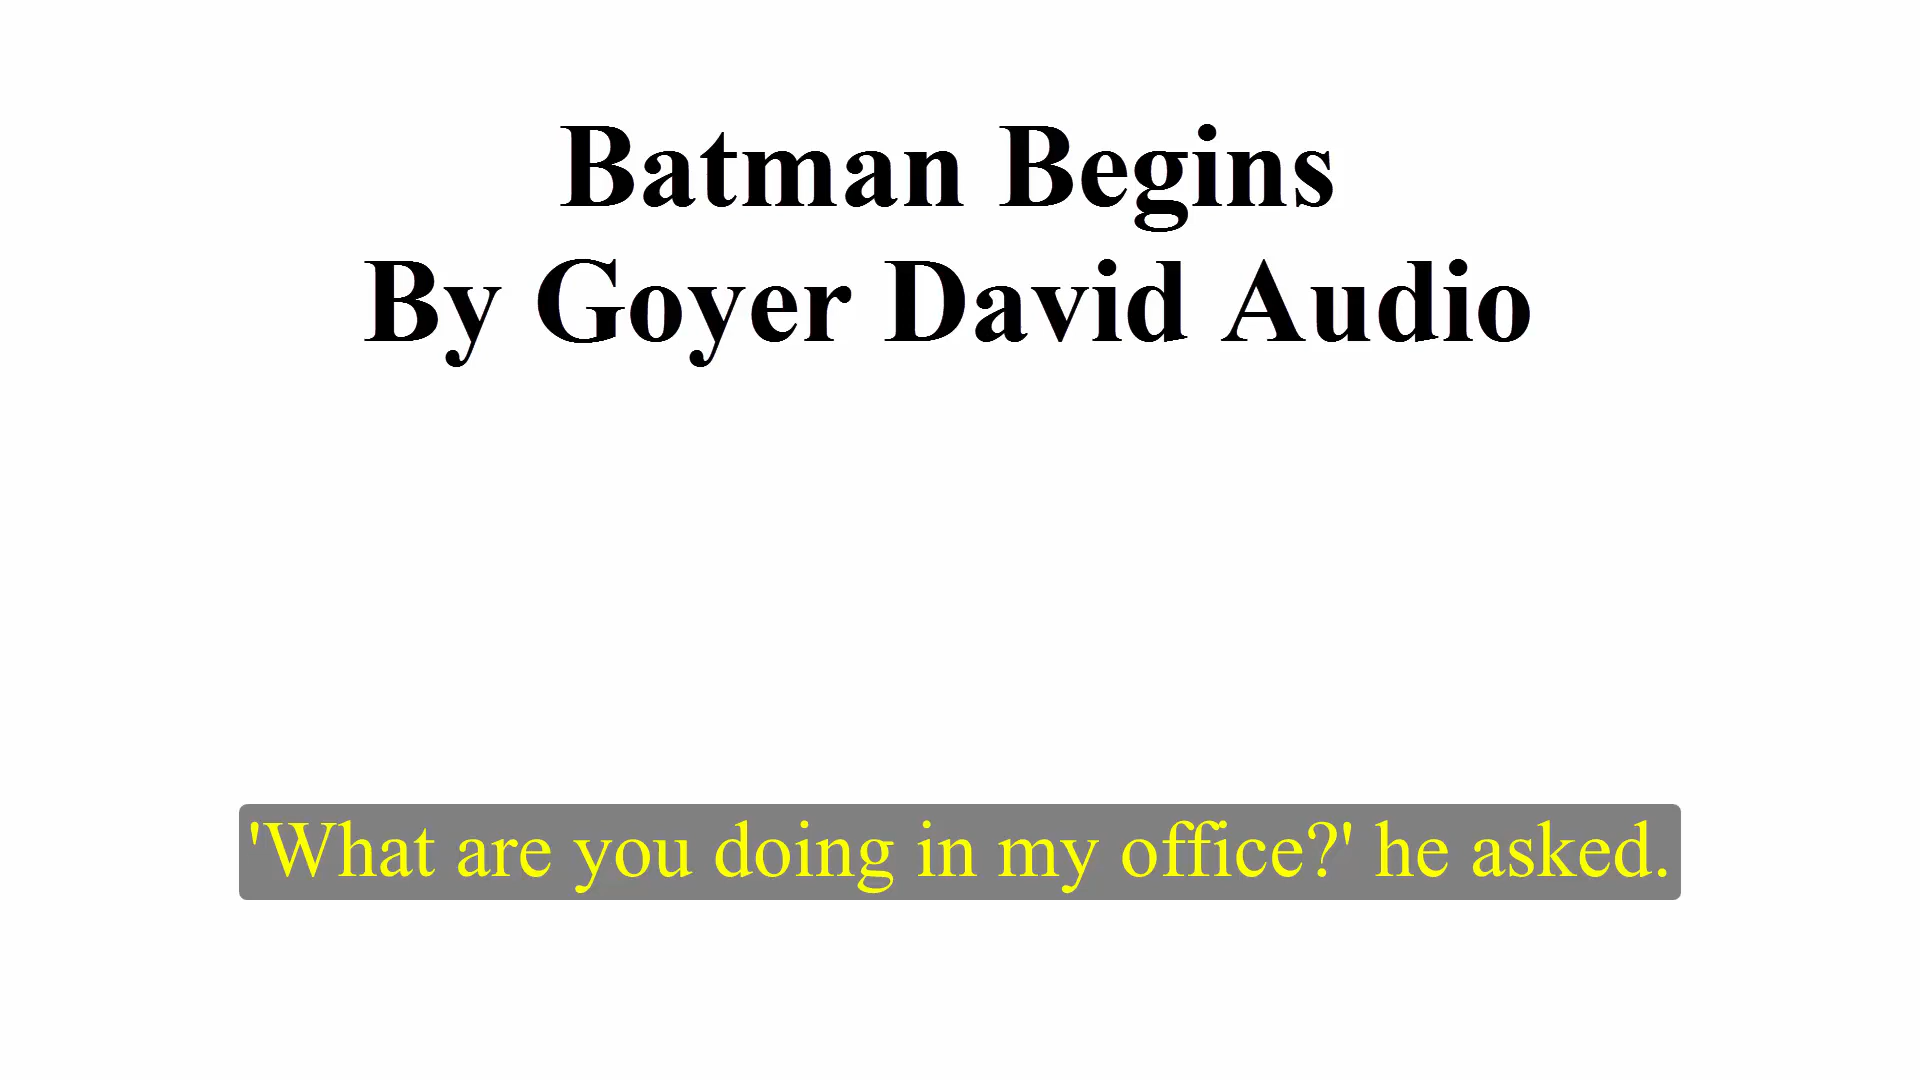 Batman Begins
By Goyer David Audio
'What are you doing in my office?' he asked.